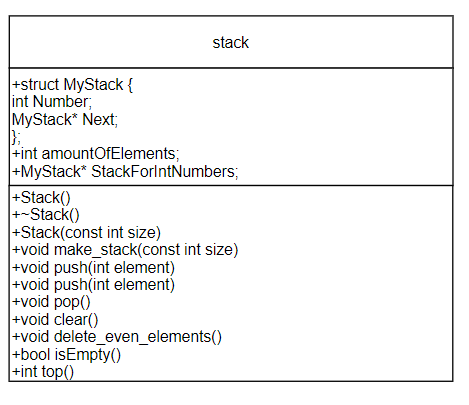 stack
+struct MyStack {
int Number;
MyStack* Next;
};
+int amountOfElements;
+MyStack* StackForIntNumbers;
+Stack()
+~Stack()
+Stack(const int size)
+void make_stack(const int size)
+void push(int element)
+void push(int element)
+void pop()
+void clear()
+void delete_even_elements()
+bool isEmpty()
+int top()